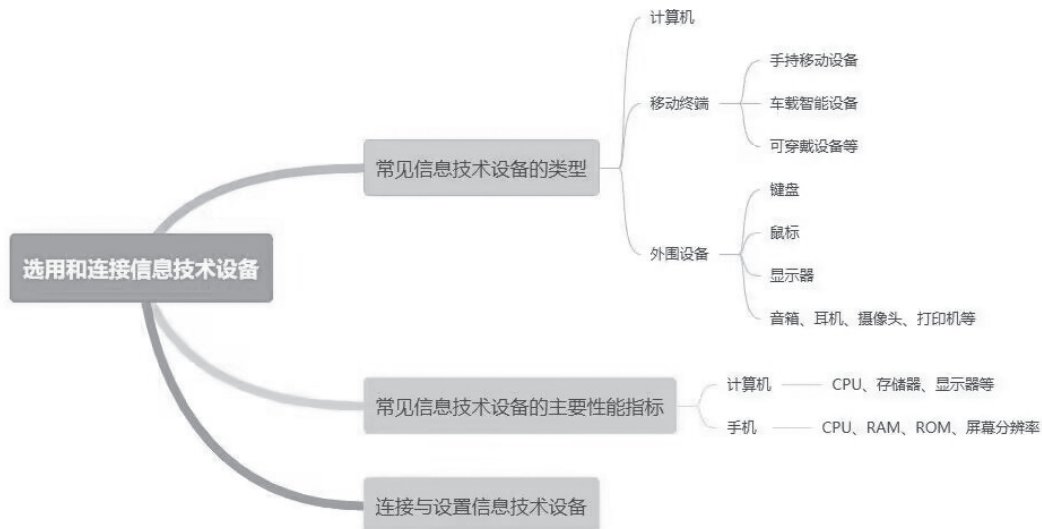 选用和连接信息技术设备
常见信息技术设备的类型
计算机
移动终端
手持移动设备
车载智能设备
可穿戴设备等
外围设备
键盘
鼠标
显示器
音箱、耳机、摄像头、打印机等
常见信息技术设备的主要性能指标
计算机
CPU、存储器、显示器等
手机
CPU、RAM、ROM、屏幕分辨率
连接与设置信息技术设备